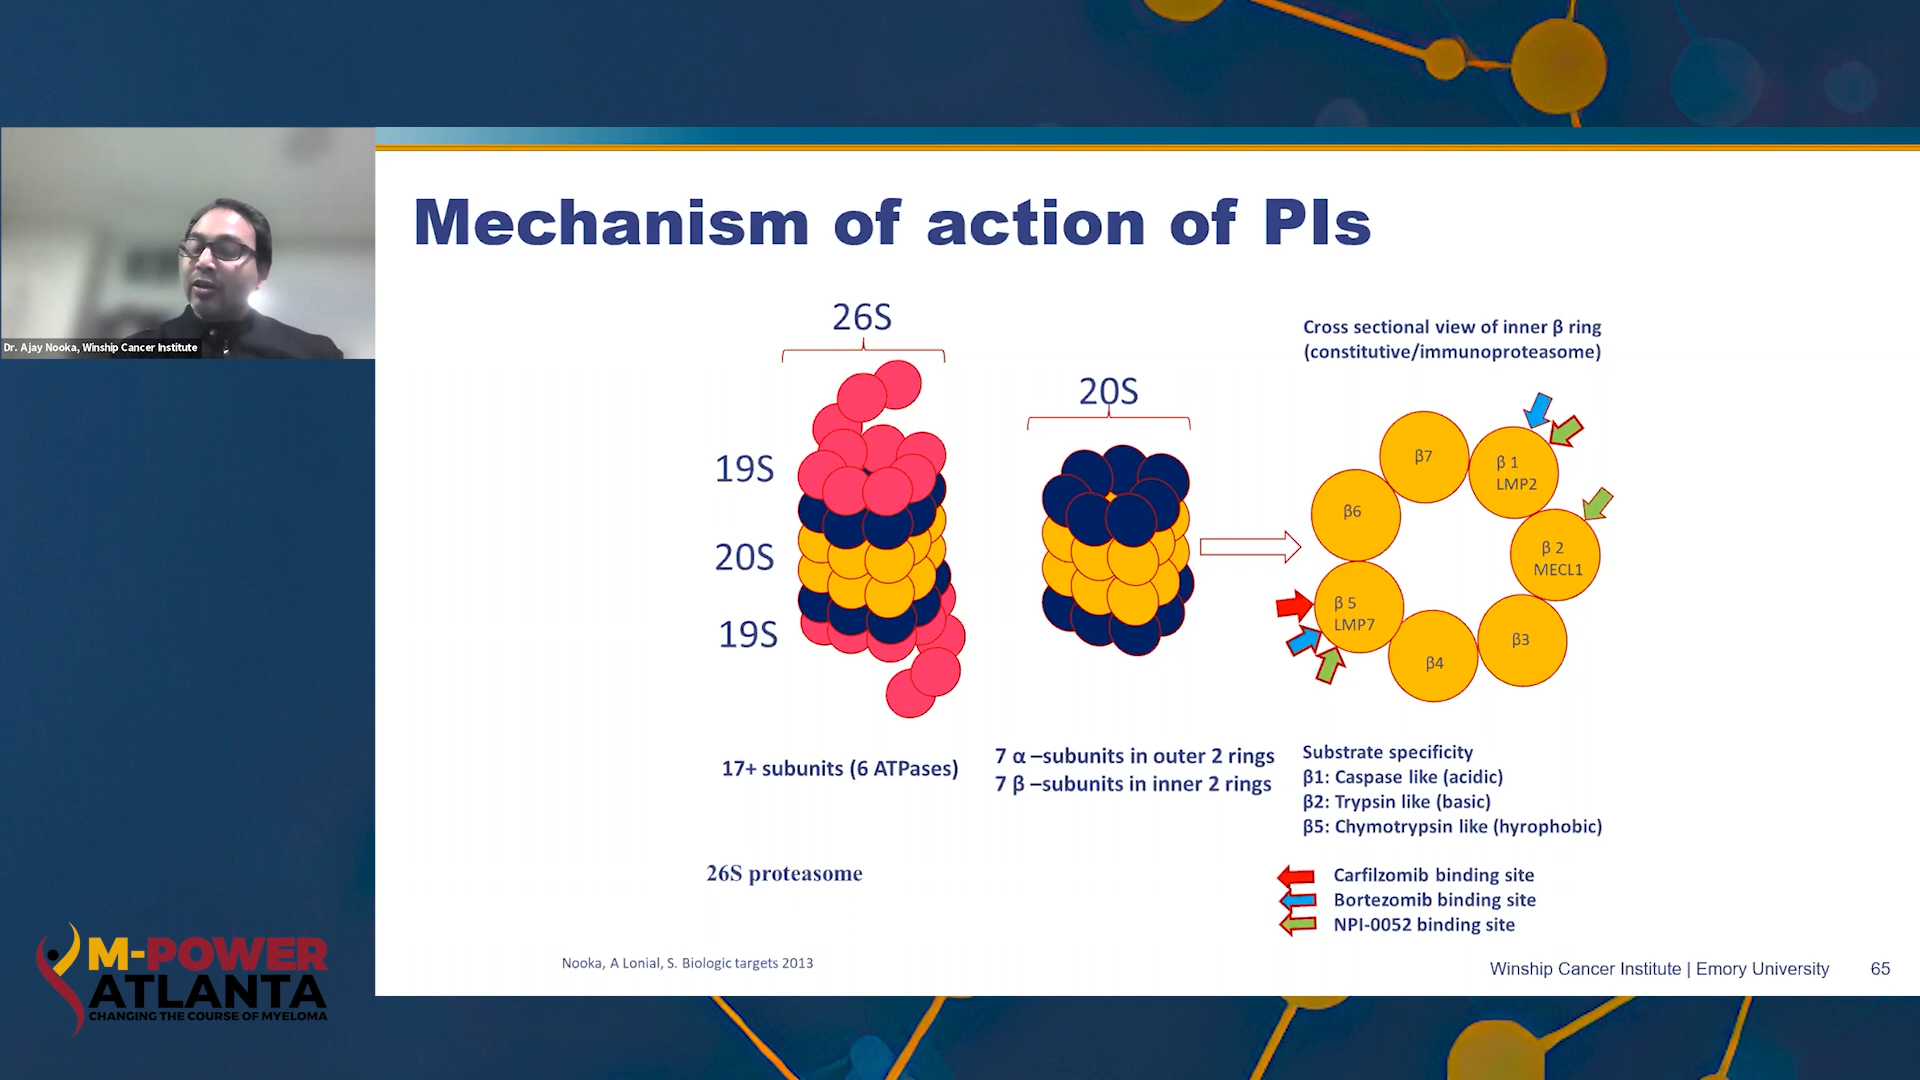 Dr. Ajay Nooka, Winship Cancer Institute
Mechanism of action of PIs
26S
19S
20S
19S
20S
Cross sectional view of inner β ring
(constitutive/immunoproteasome)
β7
β 1
LMP2
β6
β 2
MECL1
β 5
LMP7
β3
β4
17+ subunits (6 ATPases)
7 α –subunits in outer 2 rings
7 β –subunits in inner 2 rings
Substrate specificity
β1: Caspase like (acidic)
β2: Trypsin like (basic)
β5: Chymotrypsin like (hyrophobic)
26S proteasome
Carfilzomib binding site
Bortezomib binding site
NPI-0052 binding site
Nooka, A Lonial, S. Biologic targets 2013
Winship Cancer Institute | Emory University 65
M-POWER
ATLANTA
CHANGING THE COURSE OF MYELOMA